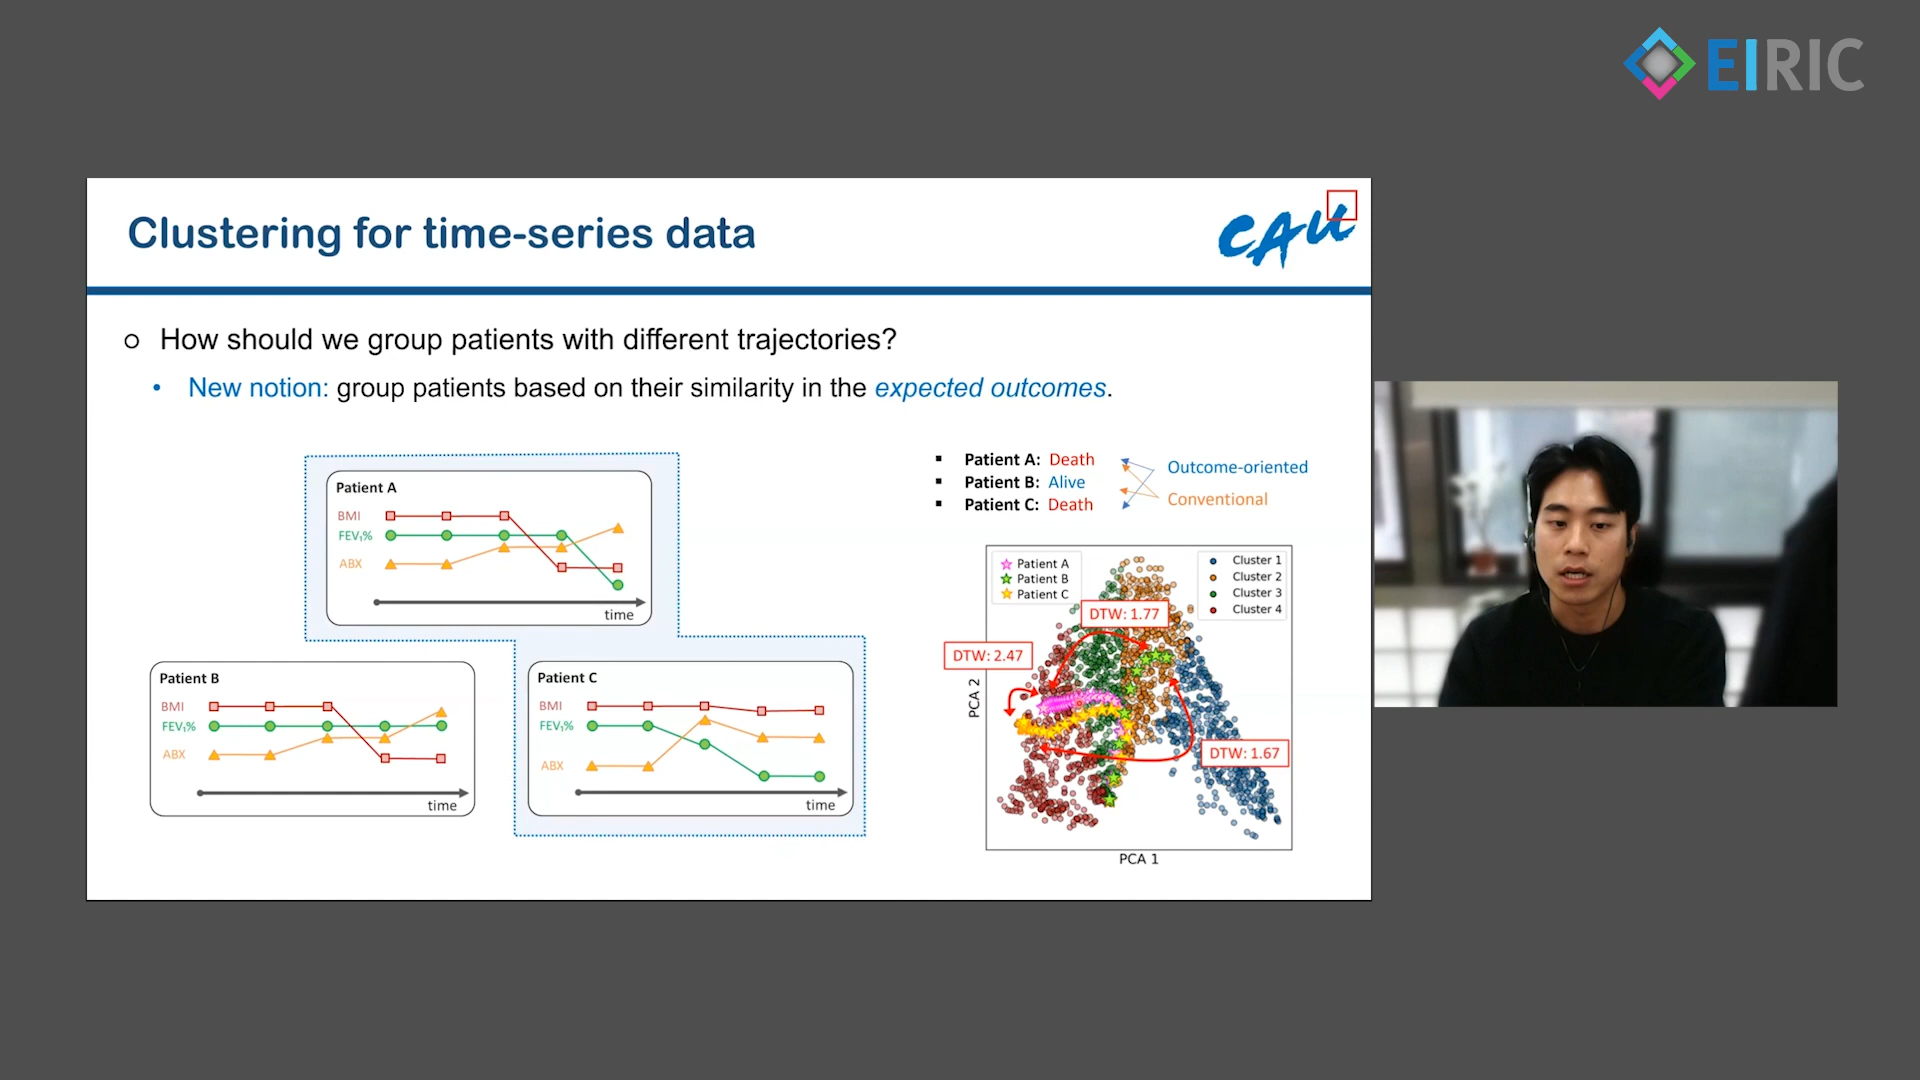 EIRIC
Clustering for time-series data
CAU
How should we group patients with different trajectories?
New notion: group patients based on their similarity in the expected outcomes.
Patient A
BMI
FEV₁%
ABX
time
Patient B
BMI
FEV₁%
ABX
time
Patient C
BMI
FEV₁%
ABX
time
Patient A: Death
Patient B: Alive
Patient C: Death
Outcome-oriented
Conventional
Patient A
Patient B
Patient C
Cluster 1
Cluster 2
Cluster 3
Cluster 4
DTW: 1.77
DTW: 2.47
DTW: 1.67
PCA 2
PCA 1